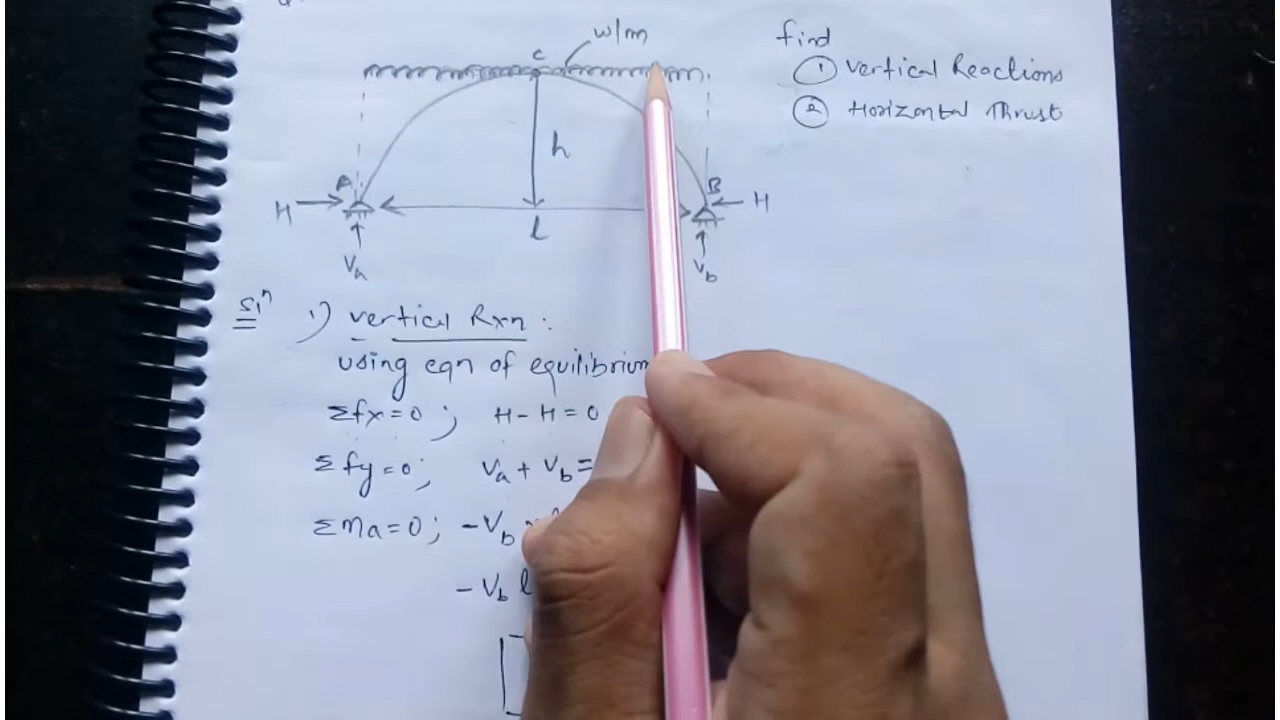 w/m
find
C
① Vertical Reactions
② Horizontal Thrust
h
A
B
H
H
l
Va
Vb
Slⁿ 1) vertical Rxn :
using eqn of equilibrium
Σfx = 0 ; H - H = 0
Σfy = 0 ; Va + Vb =
Σma = 0 ; - Vb
- Vb l